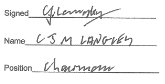 Signed
Name C J M LANGLEY
Position Chairman